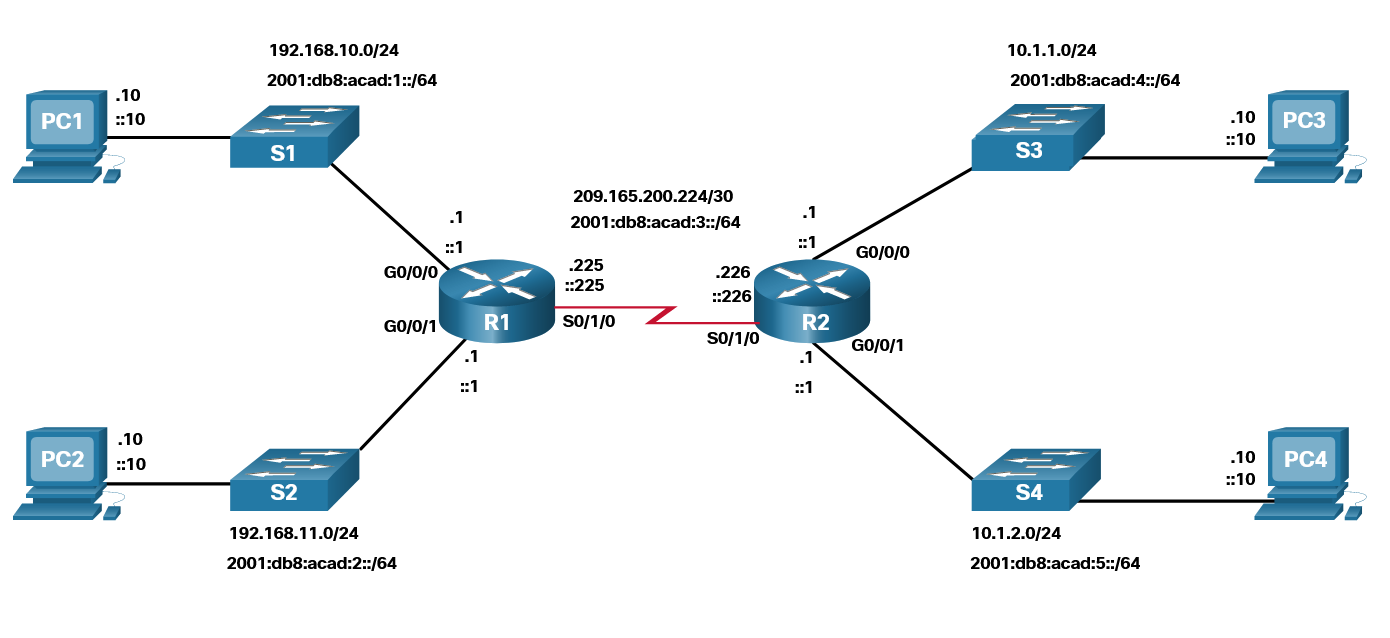 192.168.10.0/24
2001:db8:acad:1::/64
PC1
.10
::10
S1
10.1.1.0/24
2001:db8:acad:4::/64
S3
.10
::10
PC3
209.165.200.224/30
2001:db8:acad:3::/64
.1
::1
G0/0/0
G0/0/1
R1
.225
::225
S0/1/0
.1
::1
.1
::1
G0/0/0
.226
::226
R2
S0/1/0
G0/0/1
.1
::1
PC2
.10
::10
S2
192.168.11.0/24
2001:db8:acad:2::/64
S4
.10
::10
PC4
10.1.2.0/24
2001:db8:acad:5::/64